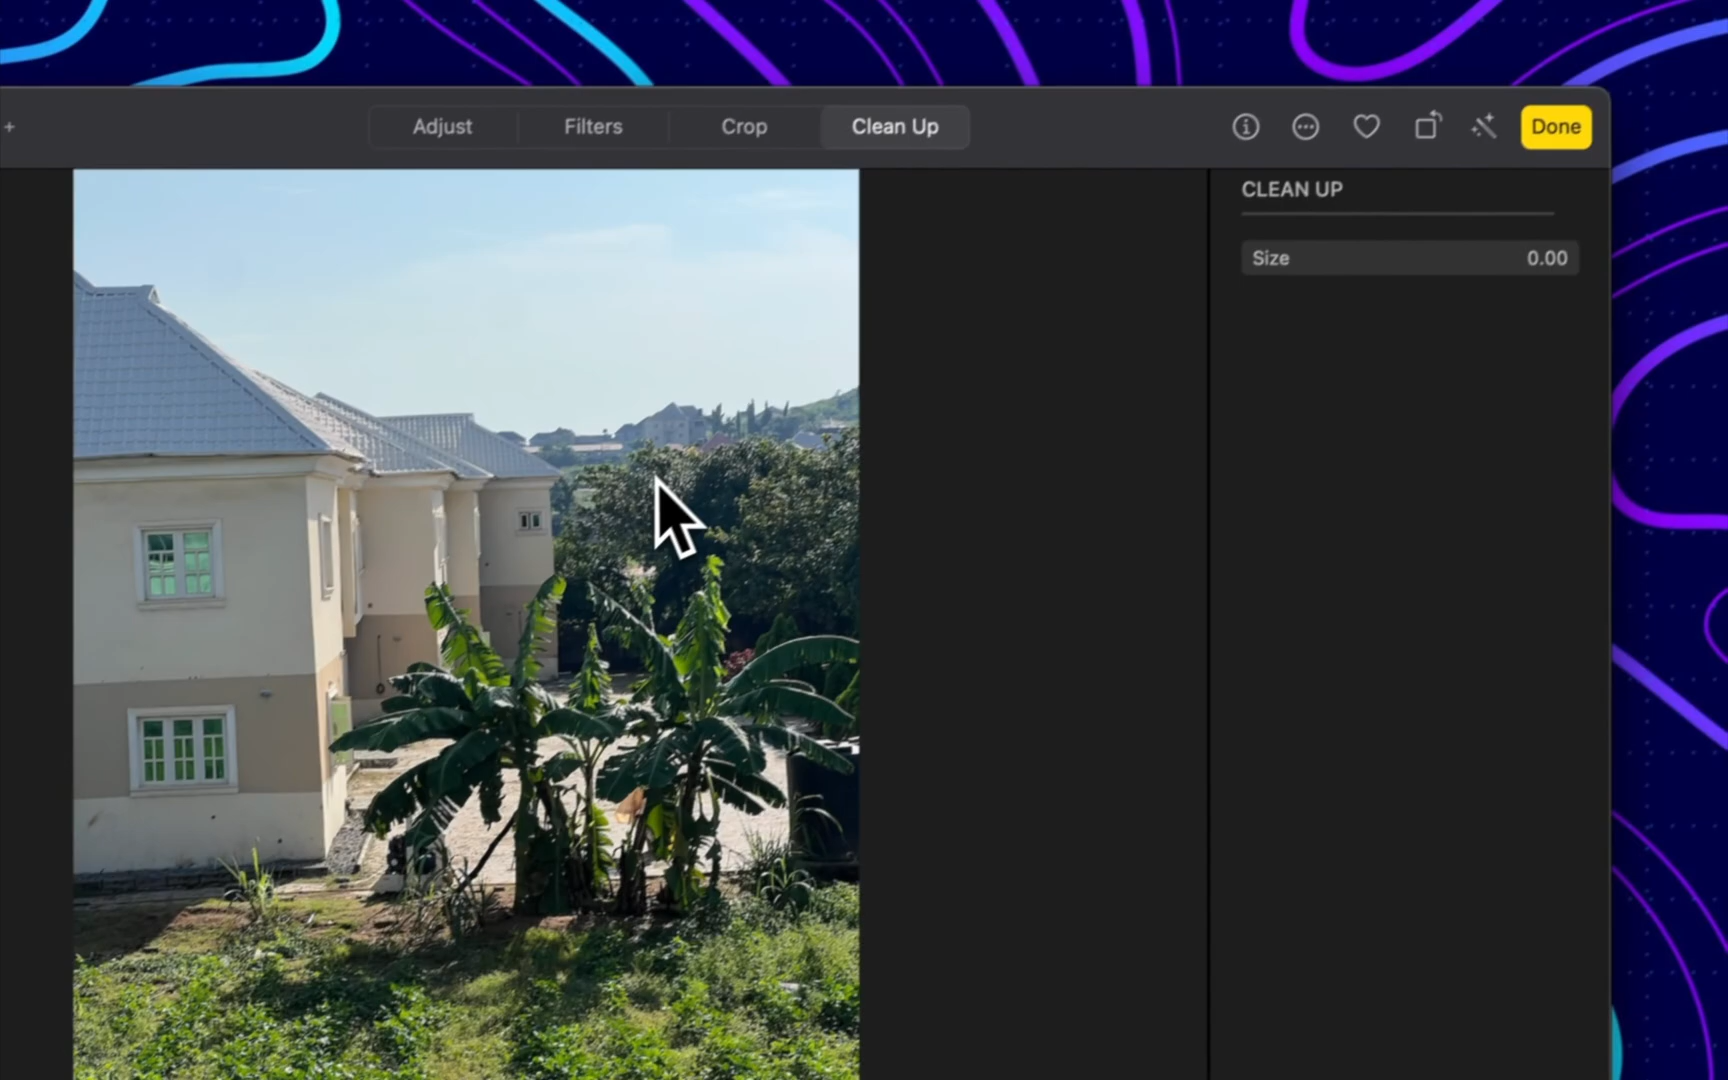 Adjust
Filters
Crop
Clean Up
Done
CLEAN UP
Size 0.00